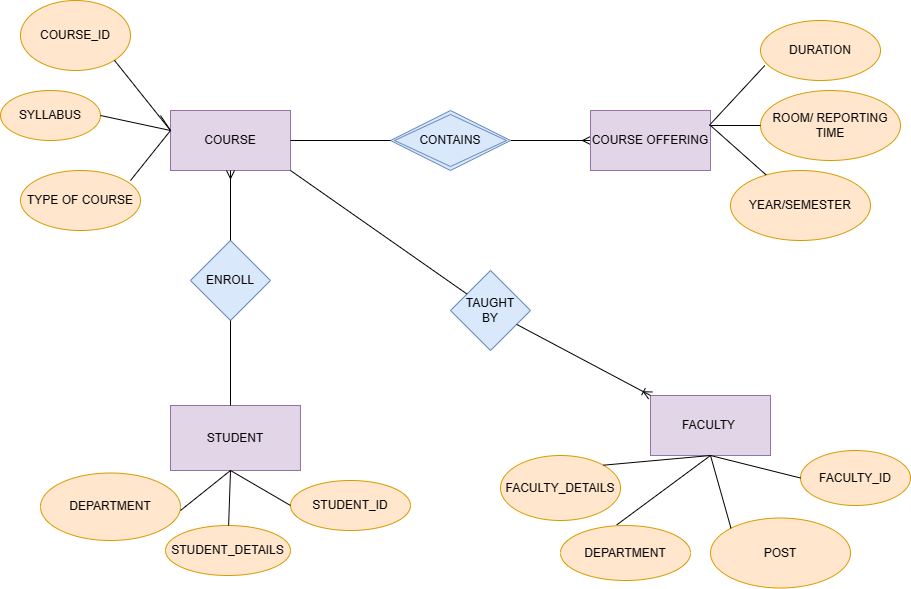 COURSE_ID
DURATION
SYLLABUS
ROOM/ REPORTING
TIME
COURSE
CONTAINS
COURSE OFFERING
TYPE OF COURSE
YEAR/SEMESTER
ENROLL
TAUGHT
BY
STUDENT
FACULTY
DEPARTMENT
STUDENT_ID
STUDENT_DETAILS
FACULTY_DETAILS
FACULTY_ID
DEPARTMENT
POST